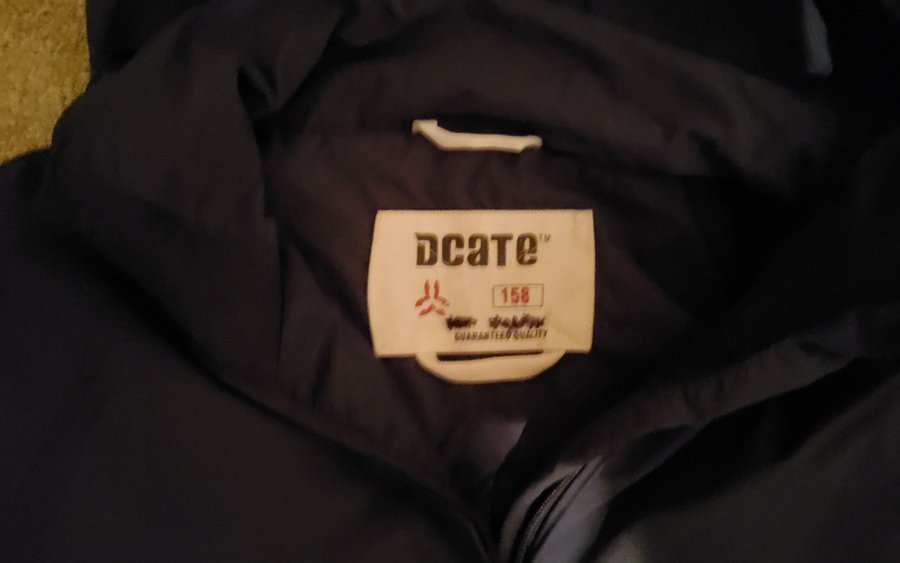 Dcate™
158
GUARANTEED QUALITY